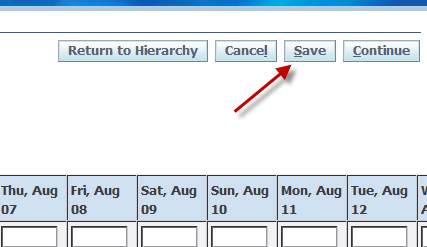 Return to Hierarchy Cancel Save Continue
Thu, Aug 07 Fri, Aug 08 Sat, Aug 09 Sun, Aug 10 Mon, Aug 11 Tue, Aug 12